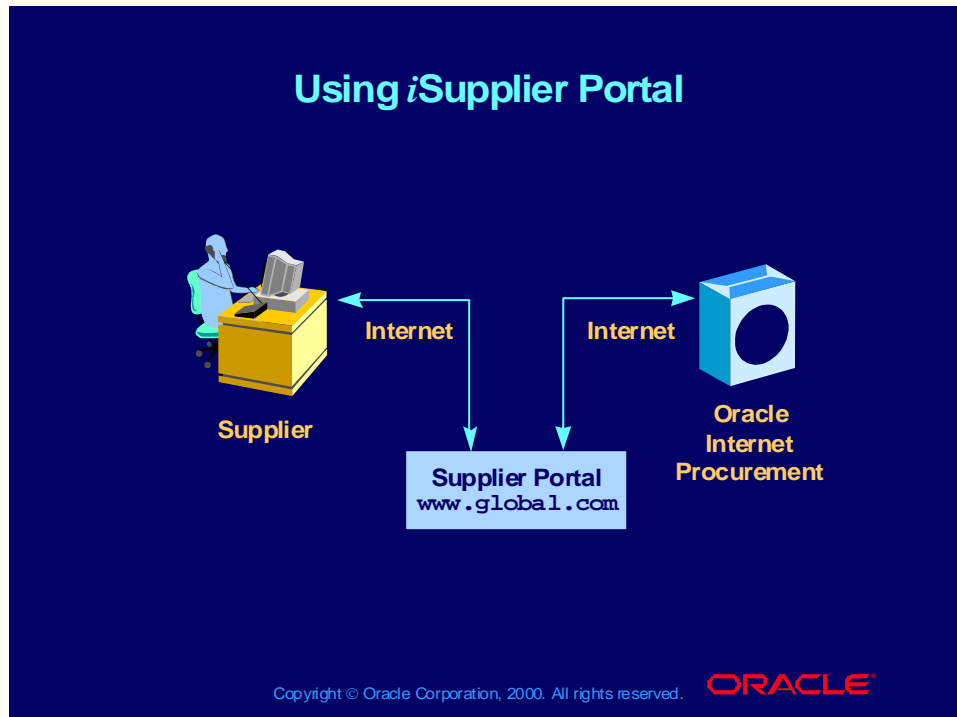 Using iSupplier Portal
Internet
Internet
Supplier
Oracle
Internet
Procurement
Supplier Portal
www.global.com
Copyright © Oracle Corporation, 2000. All rights reserved.
ORACLE®